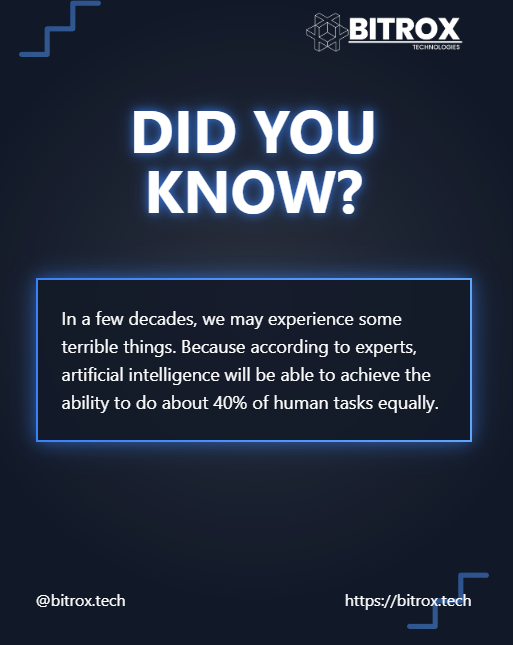 BITROX
TECHNOLOGIES
DID YOU
KNOW?
In a few decades, we may experience some
terrible things. Because according to experts,
artificial intelligence will be able to achieve the
ability to do about 40% of human tasks equally.
@bitrox.tech
https://bitrox.tech